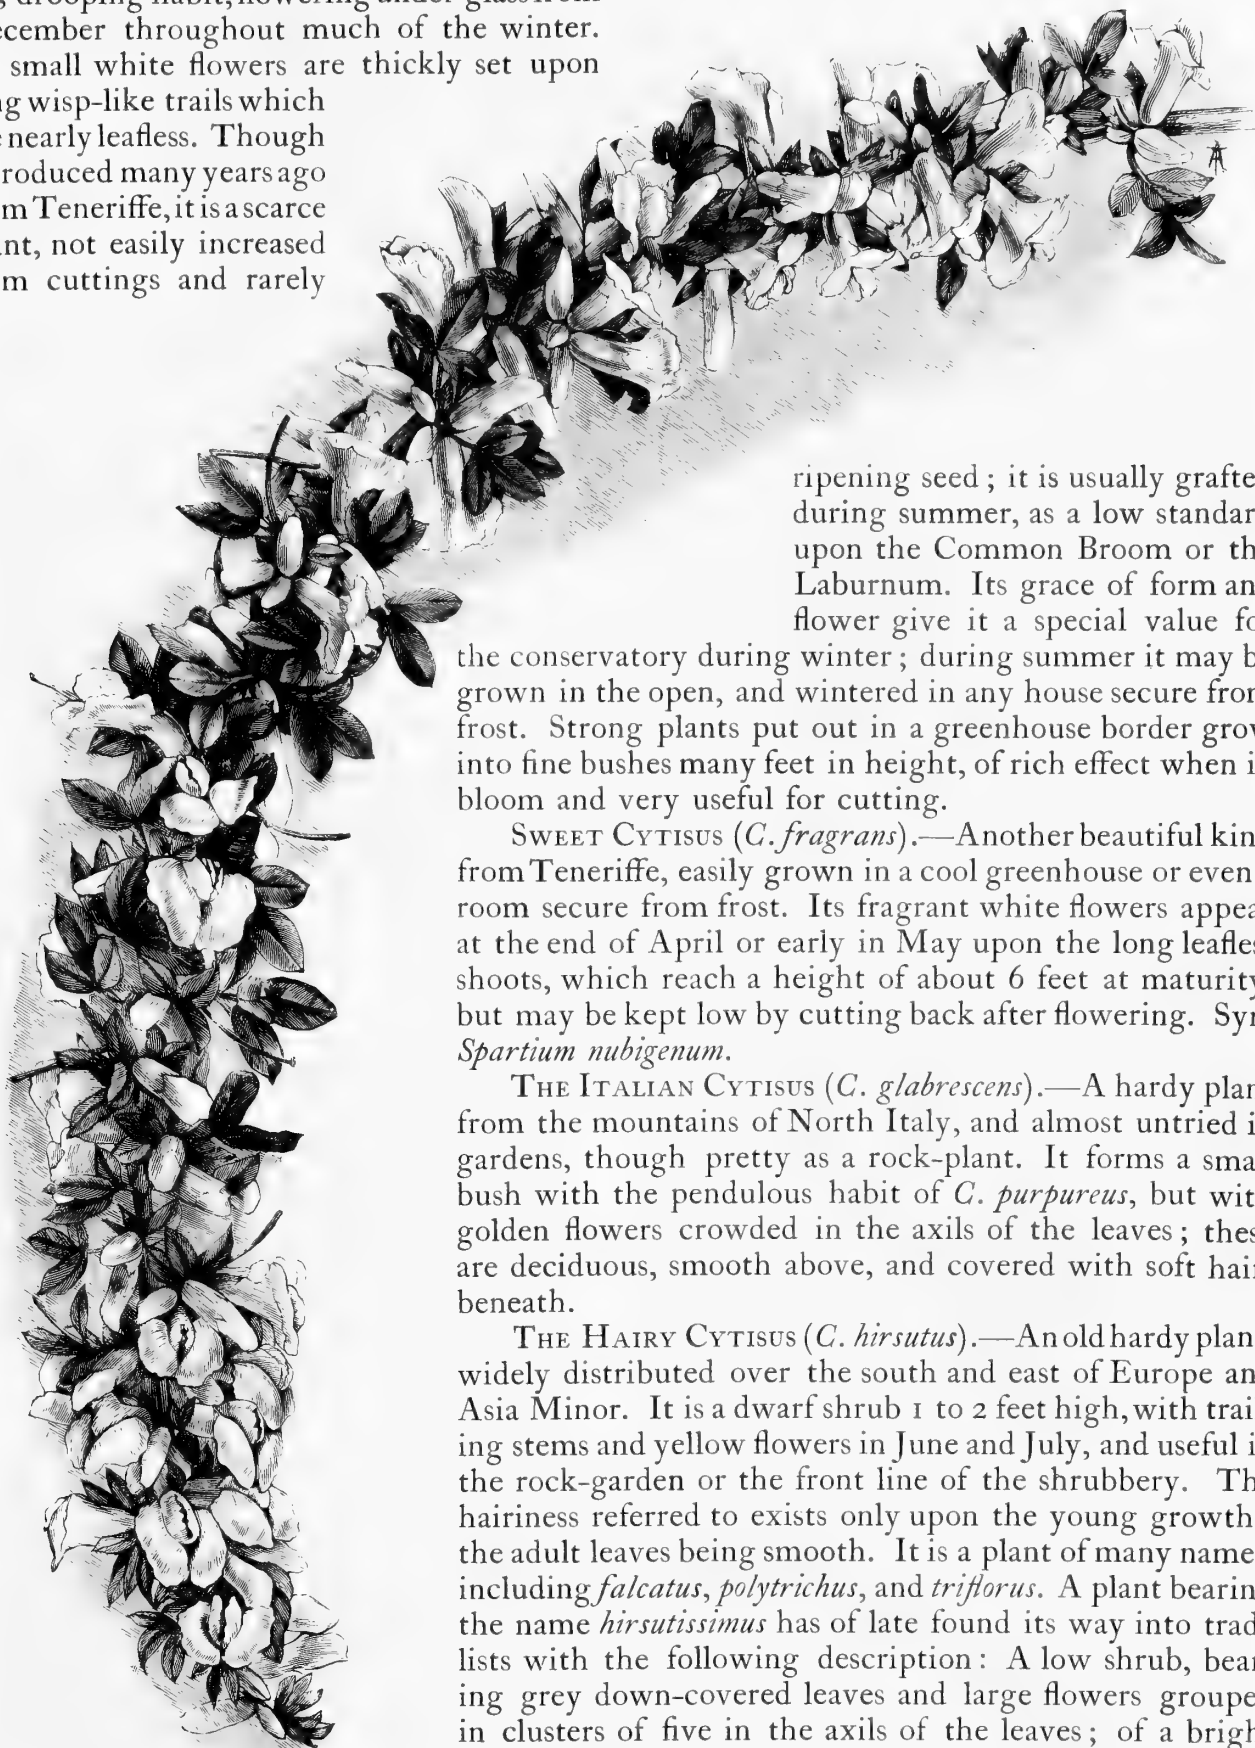 drooping habit, flowering under glass from
ecember throughout much of the winter.
small white flowers are thickly set upon
ng wisp-like trails which
e nearly leafless. Though
roduced many years ago
m Teneriffe, it is a scarce
nt, not easily increased
m cuttings and rarely
ripening seed ; it is usually grafte
during summer, as a low standar
upon the Common Broom or th
Laburnum. Its grace of form an
flower give it a special value fo
the conservatory during winter ; during summer it may b
grown in the open, and wintered in any house secure from
frost. Strong plants put out in a greenhouse border grow
into fine bushes many feet in height, of rich effect when i
bloom and very useful for cutting.
SWEET CYTISUS (C. fragrans).—Another beautiful kin
from Teneriffe, easily grown in a cool greenhouse or even
room secure from frost. Its fragrant white flowers appea
at the end of April or early in May upon the long leafles
shoots, which reach a height of about 6 feet at maturity
but may be kept low by cutting back after flowering. Syn
Spartium nubigenum.
THE ITALIAN CYTISUS (C. glabrescens).—A hardy plan
from the mountains of North Italy, and almost untried i
gardens, though pretty as a rock-plant. It forms a sma
bush with the pendulous habit of C. purpureus, but wit
golden flowers crowded in the axils of the leaves ; thes
are deciduous, smooth above, and covered with soft hair
beneath.
THE HAIRY CYTISUS (C. hirsutus).—An old hardy plan
widely distributed over the south and east of Europe an
Asia Minor. It is a dwarf shrub 1 to 2 feet high, with trai
ing stems and yellow flowers in June and July, and useful i
the rock-garden or the front line of the shrubbery. Th
hairiness referred to exists only upon the young growth
the adult leaves being smooth. It is a plant of many name
including falcatus, polytrichus, and triflorus. A plant bearin
the name hirsutissimus has of late found its way into trad
lists with the following description : A low shrub, bear
ing grey down-covered leaves and large flowers groupe
in clusters of five in the axils of the leaves ; of a brigh